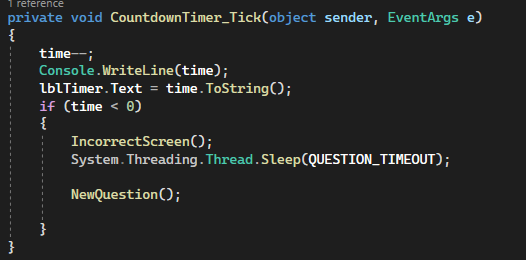 1 reference
private void CountdownTimer_Tick(object sender, EventArgs e)
{
time--;
Console.WriteLine(time);
lblTimer.Text = time.ToString();
if (time < 0)
{
IncorrectScreen();
System.Threading.Thread.Sleep(QUESTION_TIMEOUT);
NewQuestion();
}
}